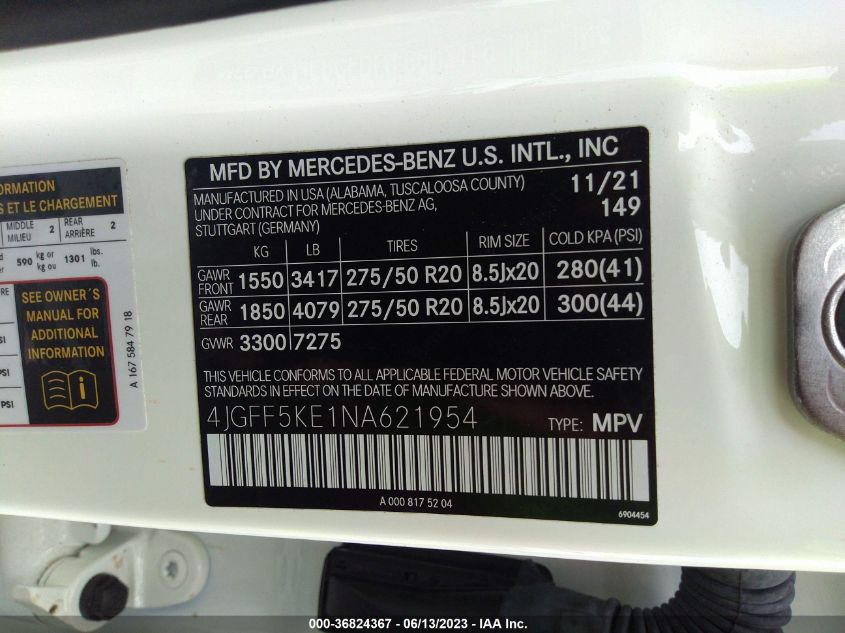 ORMATION
S ET LE CHARGEMENT
MIDDLE
MILIEU 2
REAR
ARRIÈRE 2
590 kg or
kg ou
1301 lbs.
lb.
SEE OWNER´S
MANUAL FOR
ADDITIONAL
INFORMATION
PSI
PSI
A 167 584 79 18
MFD BY MERCEDES-BENZ U.S. INTL., INC
MANUFACTURED IN USA (ALABAMA, TUSCALOOSA COUNTY) 11/21
UNDER CONTRACT FOR MERCEDES-BENZ AG, 149
STUTTGART (GERMANY)
KG LB TIRES RIM SIZE COLD KPA (PSI)
GAWR
FRONT 1550 3417 275/50 R20 8.5Jx20 280(41)
GAWR
REAR 1850 4079 275/50 R20 8.5Jx20 300(44)
GVWR 3300 7275
THIS VEHICLE CONFORMS TO ALL APPLICABLE FEDERAL MOTOR VEHICLE SAFETY
STANDARDS IN EFFECT ON THE DATE OF MANUFACTURE SHOWN ABOVE.
4JGFF5KE1NA621954 TYPE: MPV
A 000 817 52 04
6904454
000-36824367 - 06/13/2023 - IAA Inc.